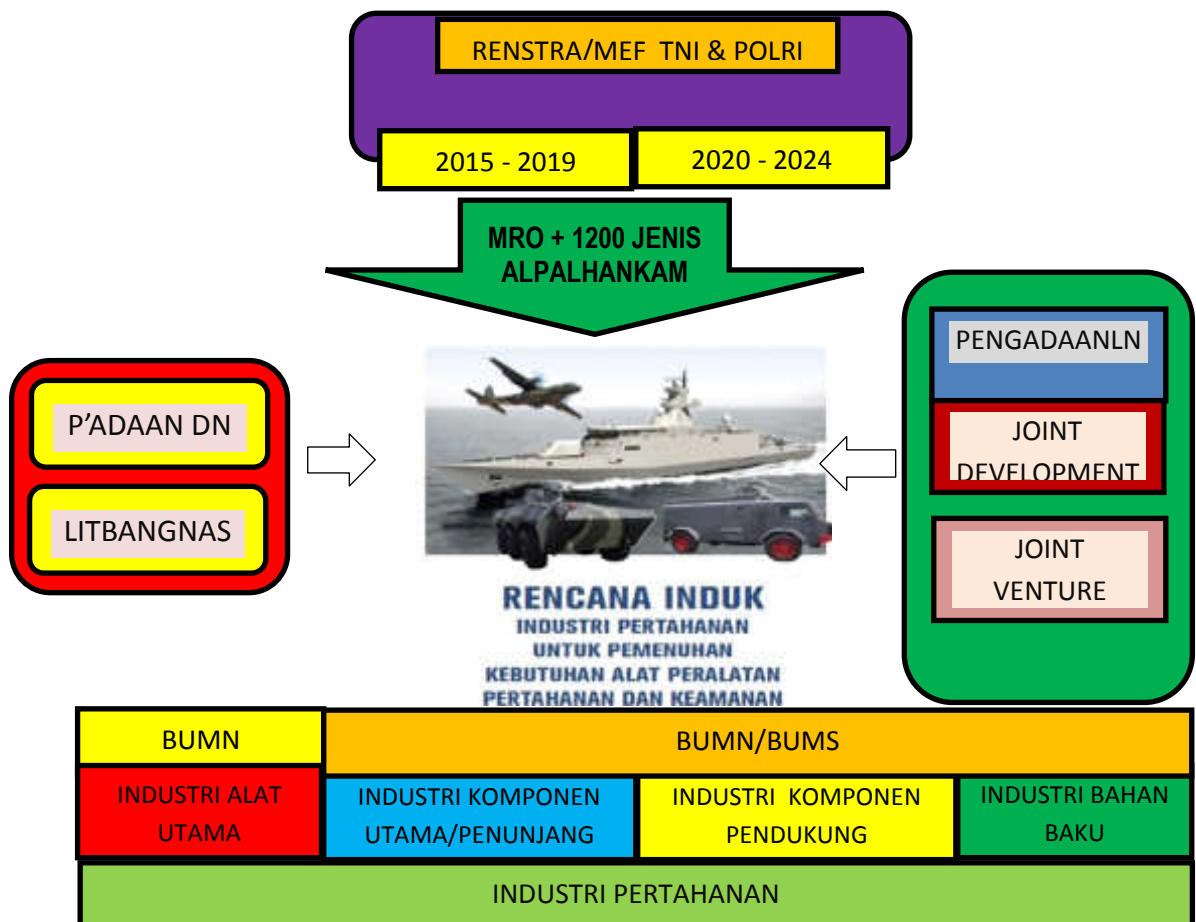 RENSTRA/MEF TNI & POLRI
2015 - 2019
2020 - 2024
MRO + 1200 JENIS
ALPALHANKAM
P'ADAAN DN
LITBANGNAS
PENGADAANLN
JOINT
DEVELOPMENT
JOINT
VENTURE
RENCANA INDUK
INDUSTRI PERTAHANAN
UNTUK PEMENUHAN
KEBUTUHAN ALAT PERALATAN
PERTAHANAN DAN KEAMANAN
BUMN
BUMN/BUMS
INDUSTRI ALAT
UTAMA
INDUSTRI KOMPONEN
UTAMA/PENUNJANG
INDUSTRI KOMPONEN
PENDUKUNG
INDUSTRI BAHAN
BAKU
INDUSTRI PERTAHANAN